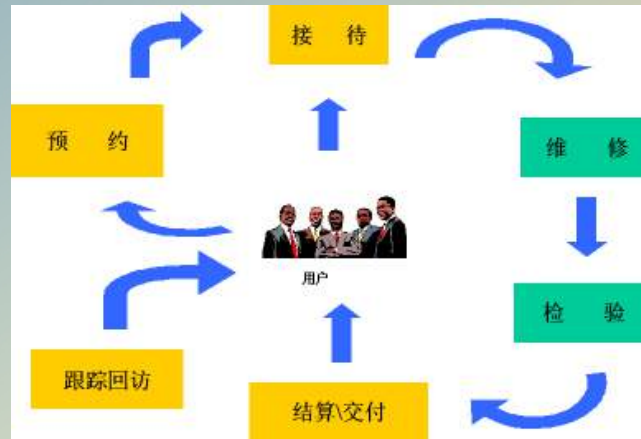 接 待
预 约
维 修
用户
检 验
跟踪回访
结算\交付